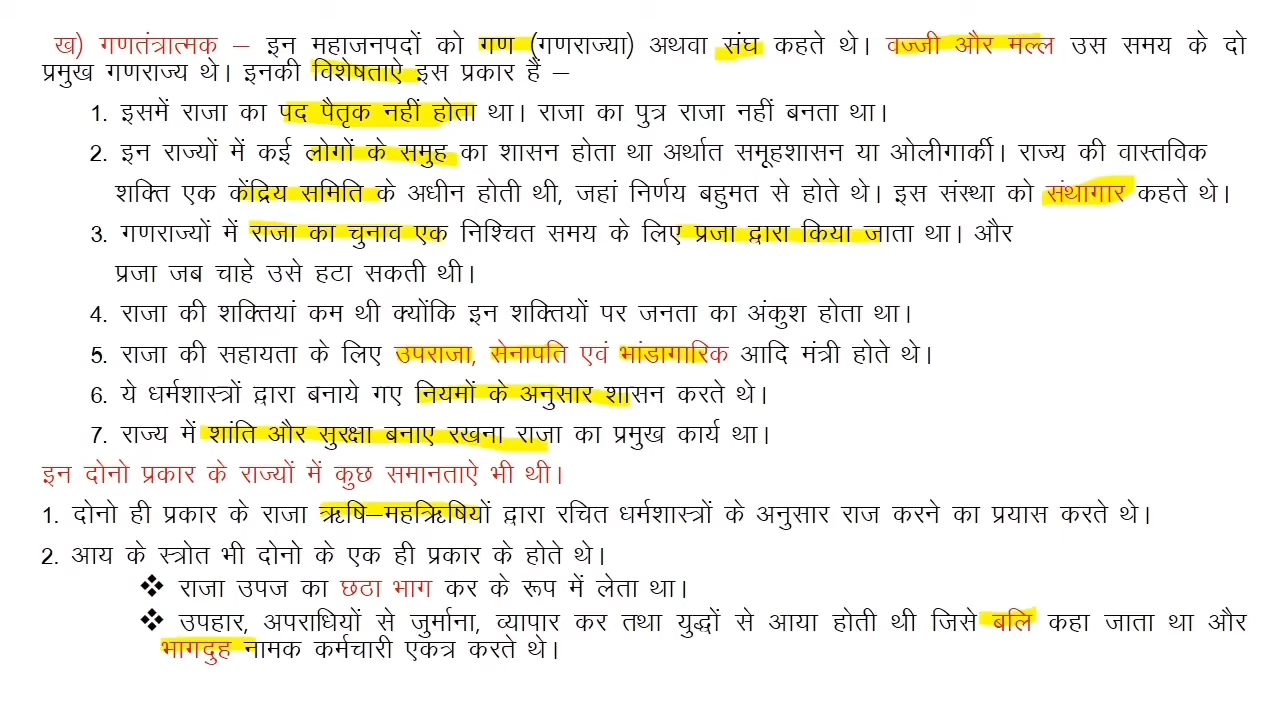 ख) गणतंत्रात्मक – इन महाजनपदों को गण (गणराज्या) अथवा संघ कहते थे। वज्जी और मल्ल उस समय के दो
प्रमुख गणराज्य थे। इनकी विशेषताऐ इस प्रकार हैं –
1. इसमें राजा का पद पैतृक नहीं होता था। राजा का पुत्र राजा नहीं बनता था।
2. इन राज्यों में कई लोगों के समुह का शासन होता था अर्थात समूहशासन या ओलीगार्की। राज्य की वास्तविक
शक्ति एक केंद्रिय समिति के अधीन होती थी, जहां निर्णय बहुमत से होते थे। इस संस्था को संथागार कहते थे।
3. गणराज्यों में राजा का चुनाव एक निश्चित समय के लिए प्रजा द्वारा किया जाता था। और
प्रजा जब चाहे उसे हटा सकती थी।
4. राजा की शक्तियां कम थी क्योंकि इन शक्तियों पर जनता का अंकुश होता था।
5. राजा की सहायता के लिए उपराजा, सेनापति एवं भांडागारिक आदि मंत्री होते थे।
6. ये धर्मशास्त्रों द्वारा बनाये गए नियमों के अनुसार शासन करते थे।
7. राज्य में शांति और सुरक्षा बनाए रखना राजा का प्रमुख कार्य था।
इन दोनो प्रकार के राज्यों में कुछ समानताऐ भी थी।
1. दोनो ही प्रकार के राजा ऋषि–महऋिषियों द्वारा रचित धर्मशास्त्रों के अनुसार राज करने का प्रयास करते थे।
2. आय के स्त्रोत भी दोनो के एक ही प्रकार के होते थे।
❖ राजा उपज का छठा भाग कर के रूप में लेता था।
❖ उपहार, अपराधियों से जुर्माना, व्यापार कर तथा युद्धों से आया होती थी जिसे बलि कहा जाता था और
भागदुह नामक कर्मचारी एकत्र करते थे।